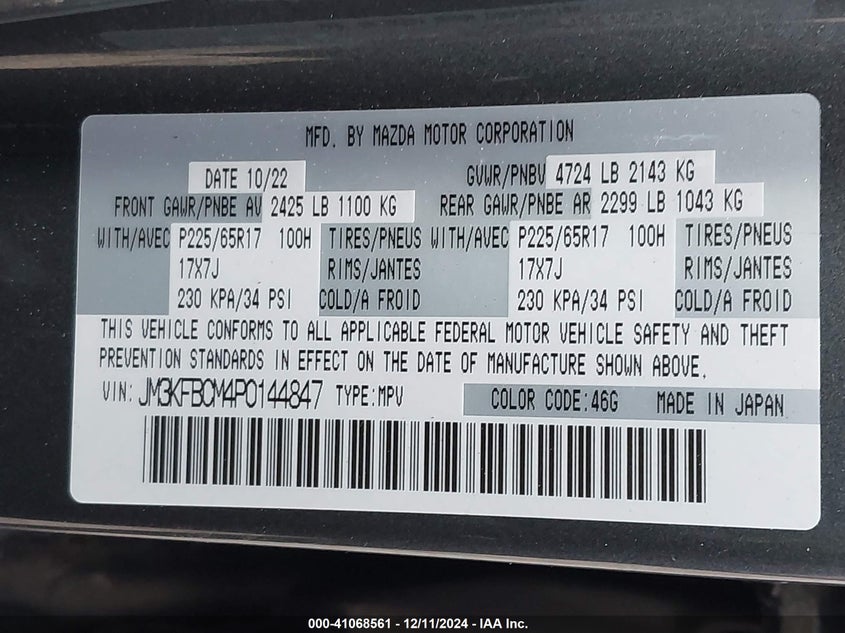 MFD. BY MAZDA MOTOR CORPORATION
DATE 10/22 GVWR/PNBV 4724 LB 2143 KG
FRONT GAWR/PNBE AV 2425 LB 1100 KG REAR GAWR/PNBE AR 2299 LB 1043 KG
WITH/AVEC P225/65R17 100H TIRES/PNEUS WITH/AVEC P225/65R17 100H TIRES/PNEUS
17X7J RIMS/JANTES 17X7J RIMS/JANTES
230 KPA/34 PSI COLD/A FROID 230 KPA/34 PSI COLD/A FROID
THIS VEHICLE CONFORMS TO ALL APPLICABLE FEDERAL MOTOR VEHICLE SAFETY AND THEFT
PREVENTION STANDARDS IN EFFECT ON THE DATE OF MANUFACTURE SHOWN ABOVE.
VIN: JM3KFBCM4P0144847 TYPE:MPV COLOR CODE:46G MADE IN JAPAN
000-41068561 - 12/11/2024 - IAA Inc.